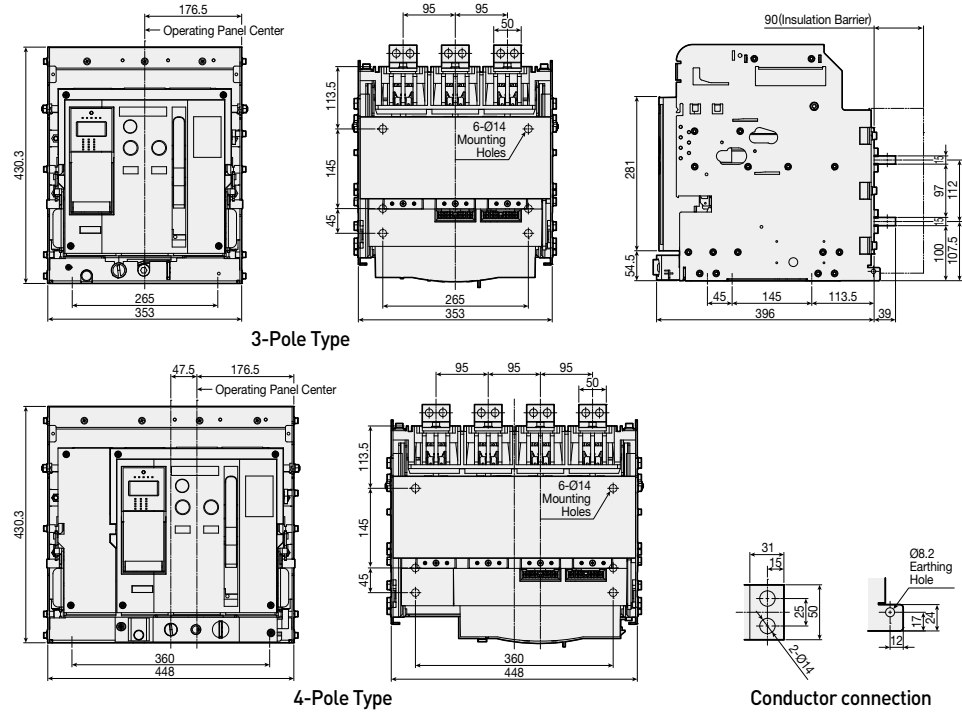 176.5
Operating Panel Center
430.3
265
353
95 95
50
113.5
6-Ø14
Mounting
Holes
145
45
265
353
90(Insulation Barrier)
281
54.5
15
97
112
15
100
107.5
45 145 113.5
396 39
3-Pole Type
47.5 176.5
Operating Panel Center
430.3
360
448
95 95 95
50
113.5
6-Ø14
Mounting
Holes
145
45
360
448
4-Pole Type
31
15
25
50
2-Ø14
Ø8.2
Earthing
Hole
17
24
12
Conductor connection